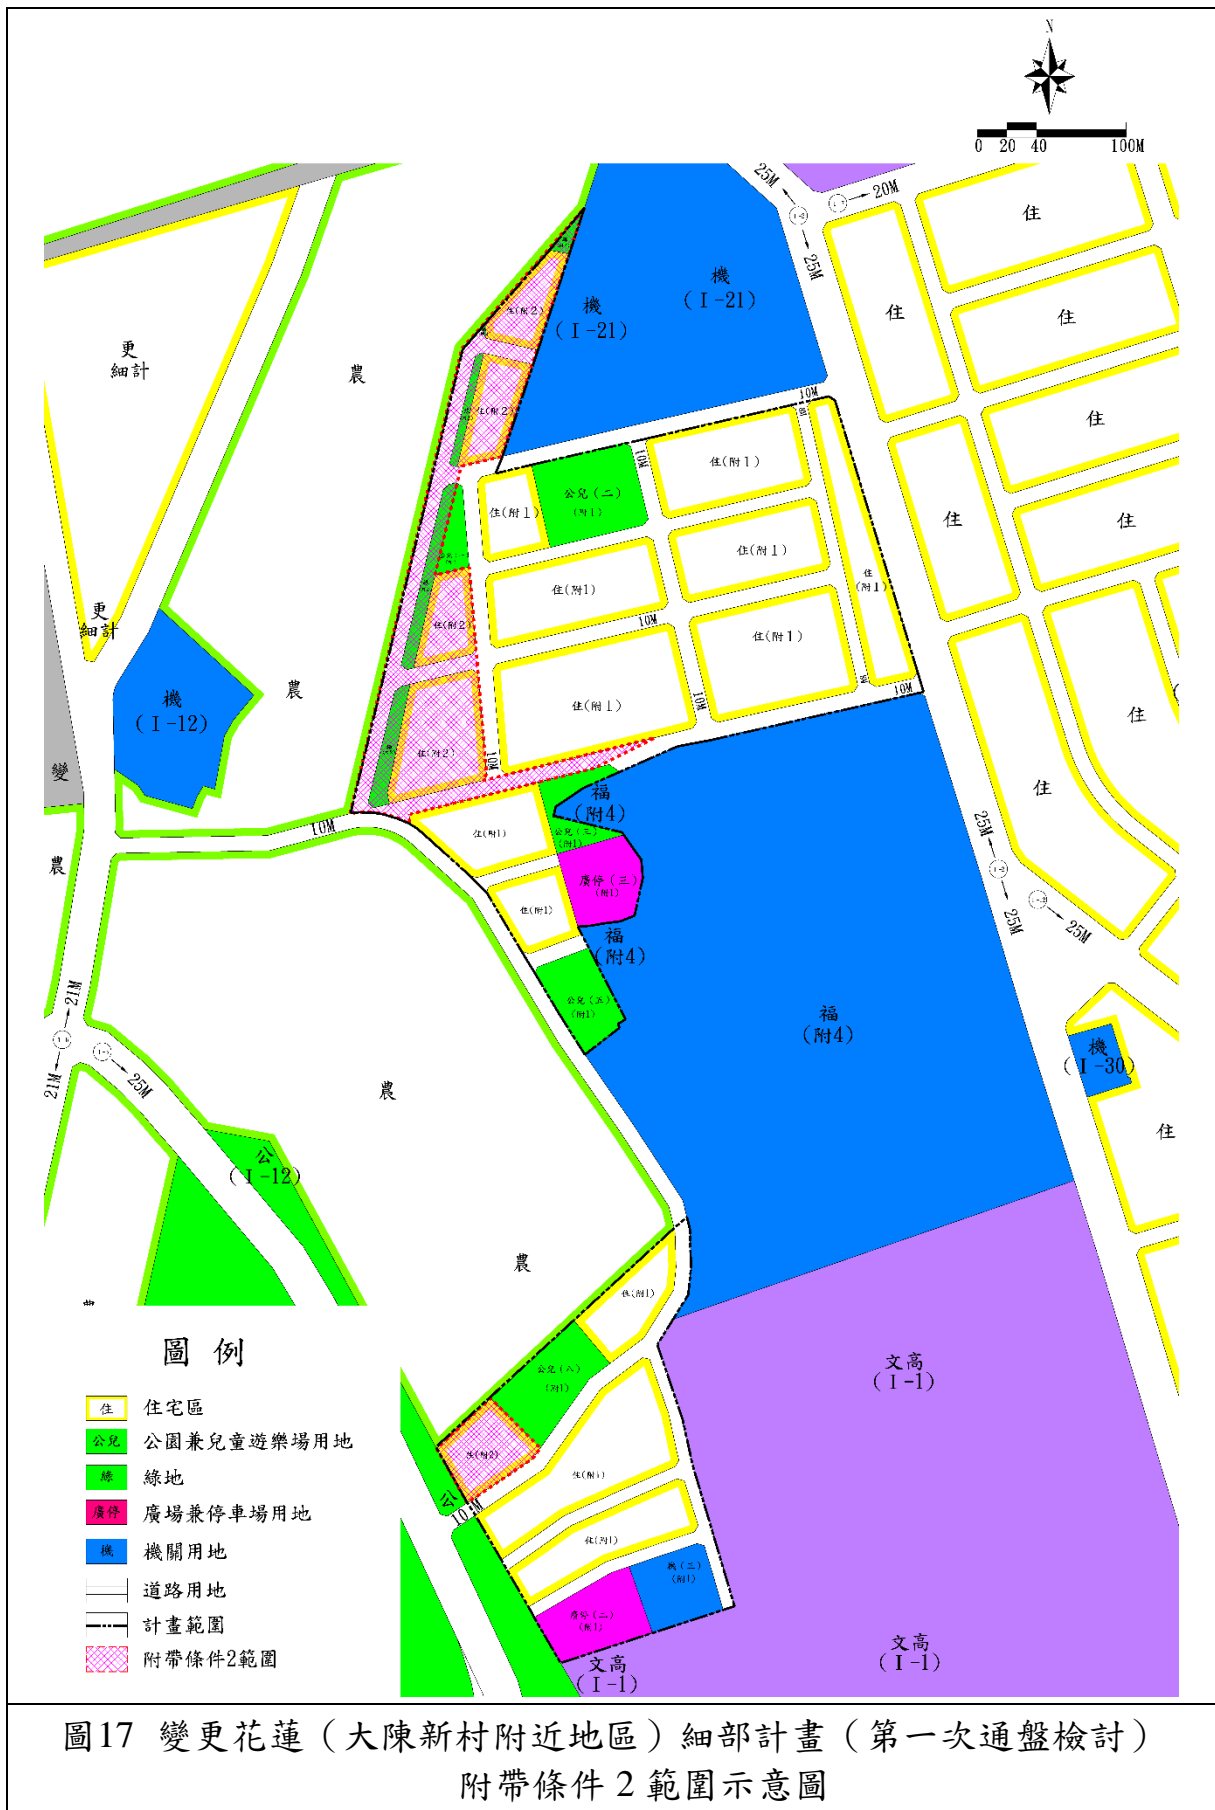 N
0 20 40 100M
25M
20M
25M
住
機
(Ⅰ-21)
機
(Ⅰ-21)
住
住
住(附2)
更
細計
農
住(附2)
10M
住
住(附1)
10M
公兒(二)
(附1)
住(附1)
住
住
住(附1)
住
(附1)
住(附1)
更
細計
住(附2)
10M
住(附1)
機
(Ⅰ-12)
農
住(附1)
10M
10M
住
變
住(附2)
10M
住
福
(附4)
10M
住(附1)
公兒(三)
(附1)
25M
農
廣停(三)
(附1)
住(附1)
25M
25M
福
(附4)
公兒(五)
(附1)
福
(附4)
21M
21M
25M
機
(Ⅰ-30)
農
住
公
(Ⅰ-12)
農
住(附1)
公兒(八)
(附1)
文高
(Ⅰ-1)
住(附2)
住(附1)
公
10M
住(附1)
機(三)
(附1)
廣停(二)
(附1)
文高
(Ⅰ-1)
文高
(Ⅰ-1)
圖例
住 住宅區
公兒 公園兼兒童遊樂場用地
綠 綠地
廣停 廣場兼停車場用地
機 機關用地
道路用地
計畫範圍
附帶條件2範圍
圖17 變更花蓮（大陳新村附近地區）細部計畫（第一次通盤檢討）
附帶條件2範圍示意圖